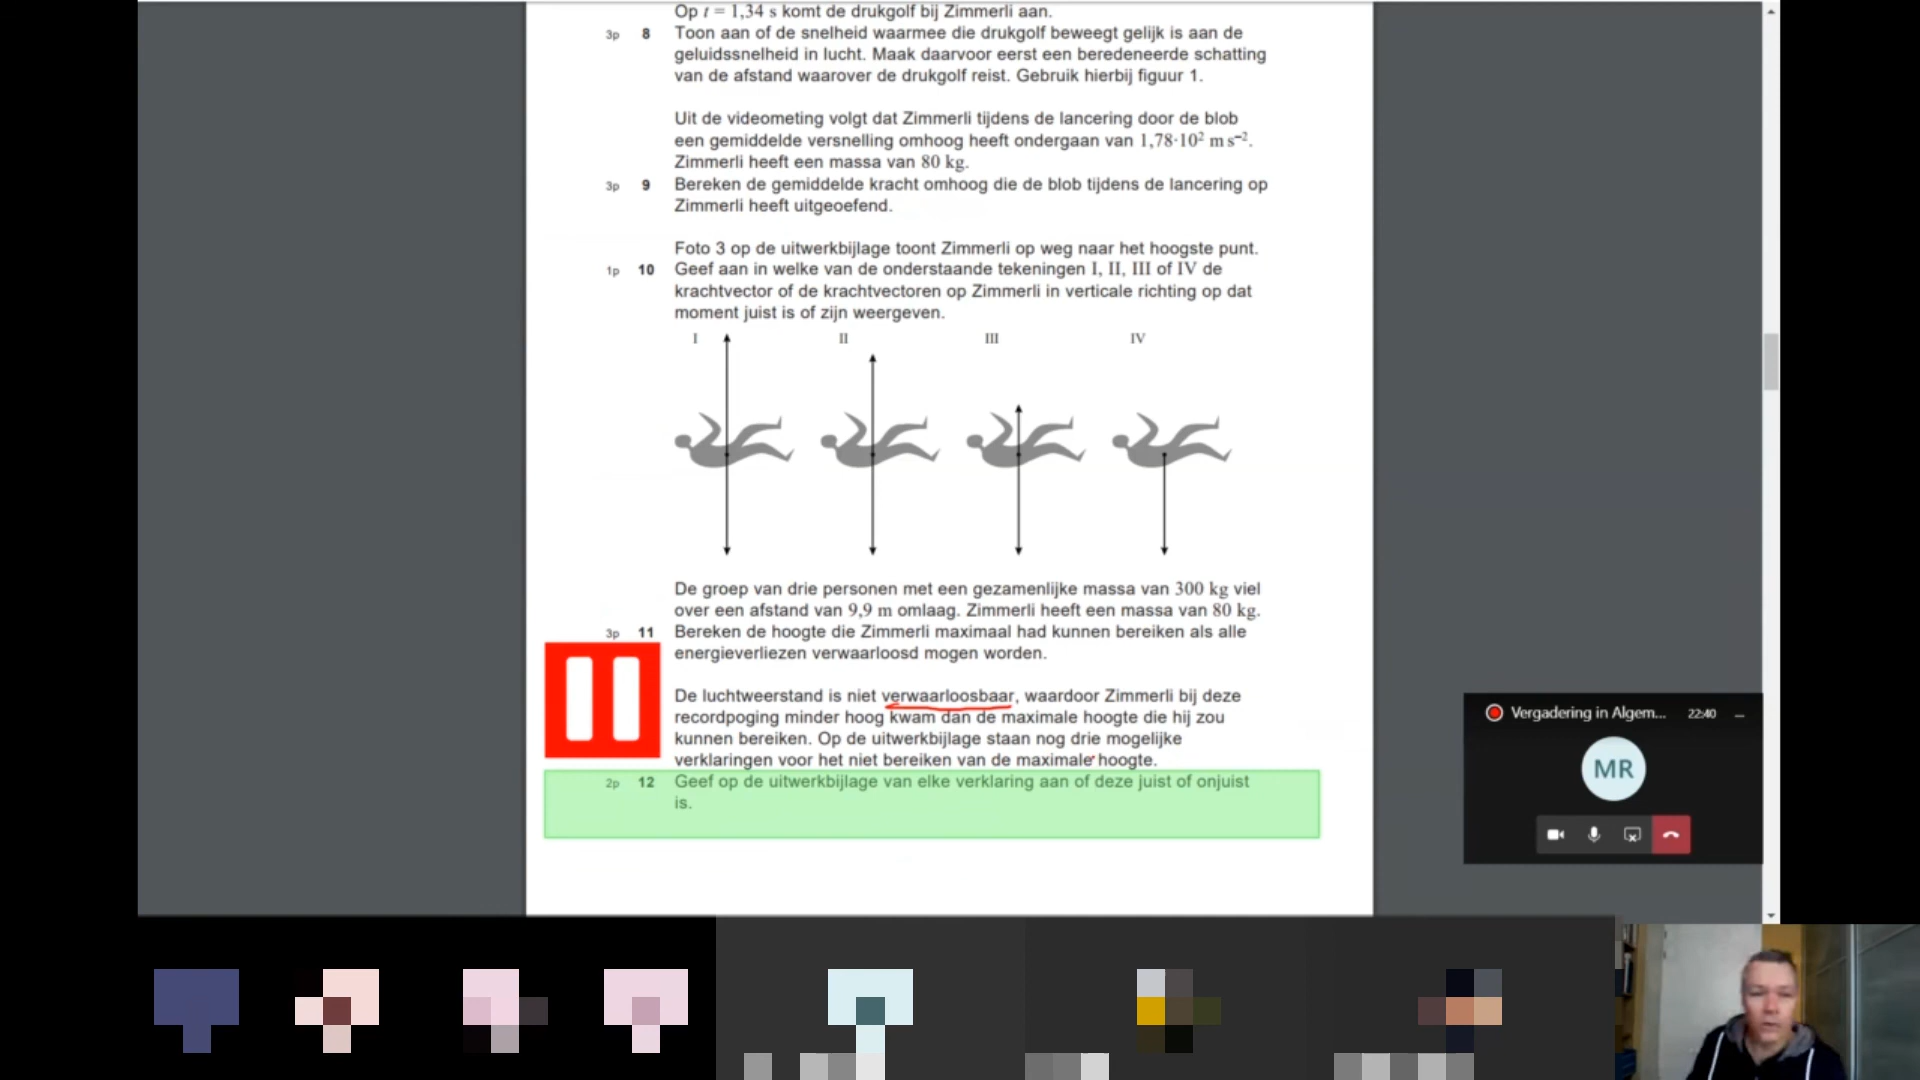 Op t = 1,34 s komt de drukgolf bij Zimmerli aan.
3p 8 Toon aan of de snelheid waarmee die drukgolf beweegt gelijk is aan de
geluidssnelheid in lucht. Maak daarvoor eerst een beredeneerde schatting
van de afstand waarover de drukgolf reist. Gebruik hierbij figuur 1.
Uit de videometing volgt dat Zimmerli tijdens de lancering door de blob
een gemiddelde versnelling omhoog heeft ondergaan van 1,78·10² m s⁻².
Zimmerli heeft een massa van 80 kg.
3p 9 Bereken de gemiddelde kracht omhoog die de blob tijdens de lancering op
Zimmerli heeft uitgeoefend.
Foto 3 op de uitwerkbijlage toont Zimmerli op weg naar het hoogste punt.
1p 10 Geef aan in welke van de onderstaande tekeningen I, II, III of IV de
krachtvector of de krachtvectoren op Zimmerli in verticale richting op dat
moment juist is of zijn weergeven.
I II III IV
De groep van drie personen met een gezamenlijke massa van 300 kg viel
over een afstand van 9,9 m omlaag. Zimmerli heeft een massa van 80 kg.
3p 11 Bereken de hoogte die Zimmerli maximaal had kunnen bereiken als alle
energieverliezen verwaarloosd mogen worden.
De luchtweerstand is niet verwaarloosbaar, waardoor Zimmerli bij deze
recordpoging minder hoog kwam dan de maximale hoogte die hij zou
kunnen bereiken. Op de uitwerkbijlage staan nog drie mogelijke
verklaringen voor het niet bereiken van de maximale hoogte.
2p 12 Geef op de uitwerkbijlage van elke verklaring aan of deze juist of onjuist
is.
Vergadering in Algem... 22:40
MR